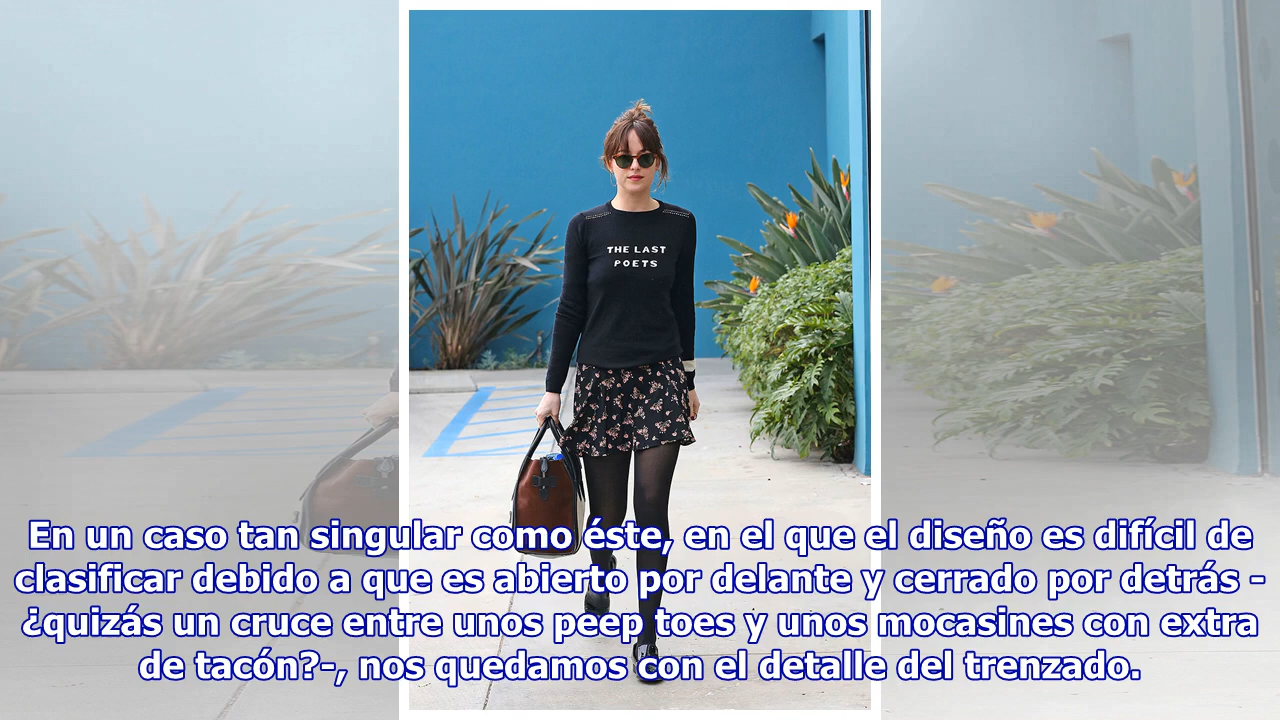 THE LAST
POETS
En un caso tan singular como éste, en el que el diseño es difícil de
clasificar debido a que es abierto por delante y cerrado por detrás -
¿quizás un cruce entre unos peep toes y unos mocasines con extra
de tacón?-, nos quedamos con el detalle del trenzado.